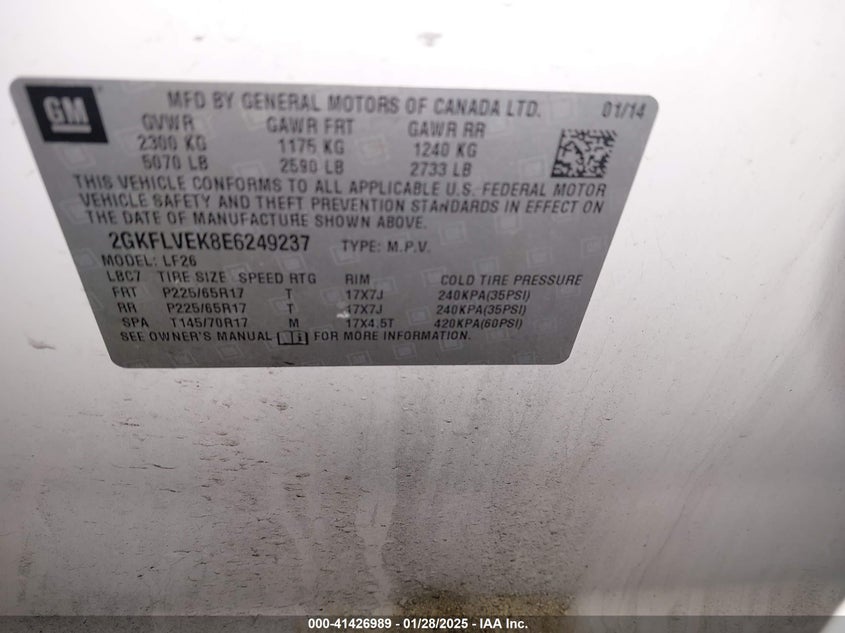 GM
MFD BY GENERAL MOTORS OF CANADA LTD. 01/14
GVWR GAWR FRT GAWR RR
2300 KG 1175 KG 1240 KG
5070 LB 2590 LB 2733 LB
THIS VEHICLE CONFORMS TO ALL APPLICABLE U.S. FEDERAL MOTOR
VEHICLE SAFETY AND THEFT PREVENTION STANDARDS IN EFFECT ON
THE DATE OF MANUFACTURE SHOWN ABOVE.
2GKFLVEK8E6249237 TYPE: M.P.V.
MODEL: LF26
LBC7 TIRE SIZE SPEED RTG RIM COLD TIRE PRESSURE
FRT P225/65R17 T 17X7J 240KPA(35PSI)
RR P225/65R17 T 17X7J 240KPA(35PSI)
SPA T145/70R17 M 17X4.5T 420KPA(60PSI)
SEE OWNER'S MANUAL FOR MORE INFORMATION.
000-41426989 | 01/28/2025 - IAA Inc.